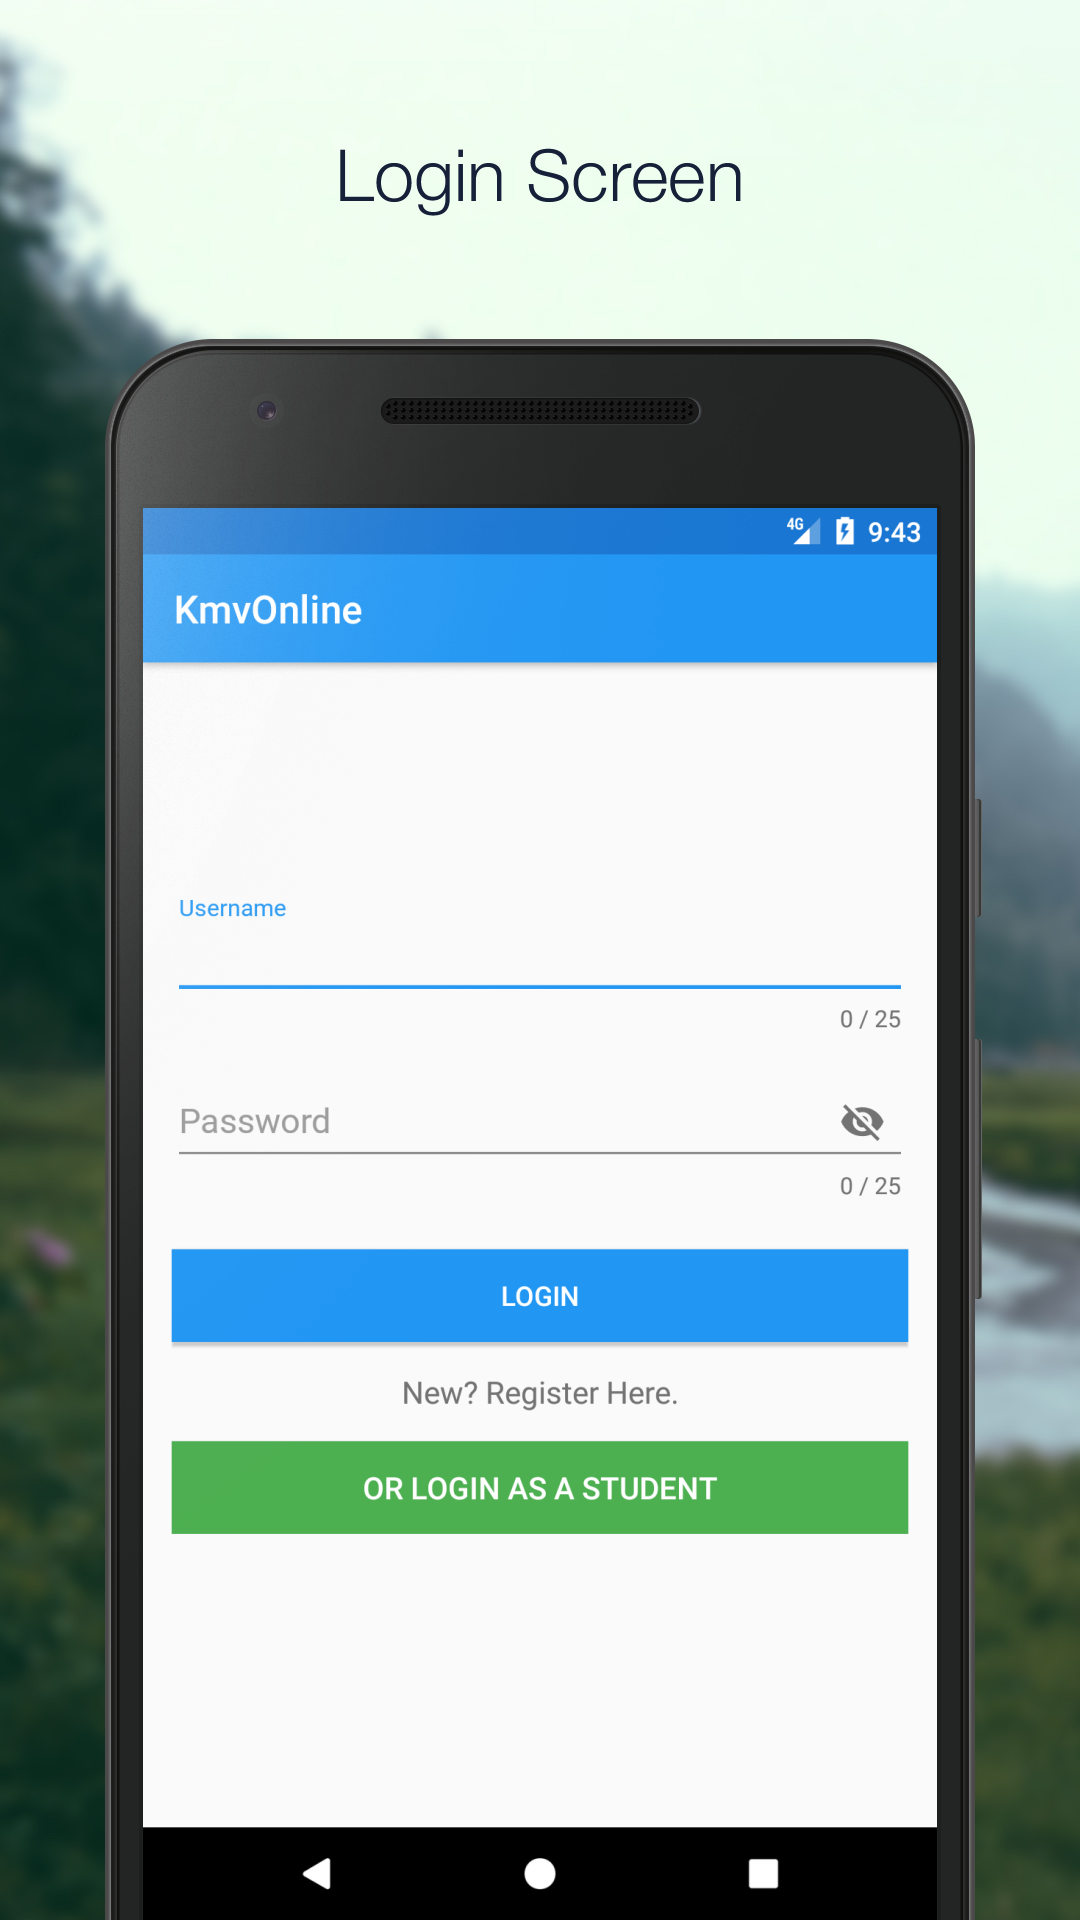 Login Screen
4G 9:43
KmvOnline
Username
0 / 25
Password
0 / 25
LOGIN
New? Register Here.
OR LOGIN AS A STUDENT